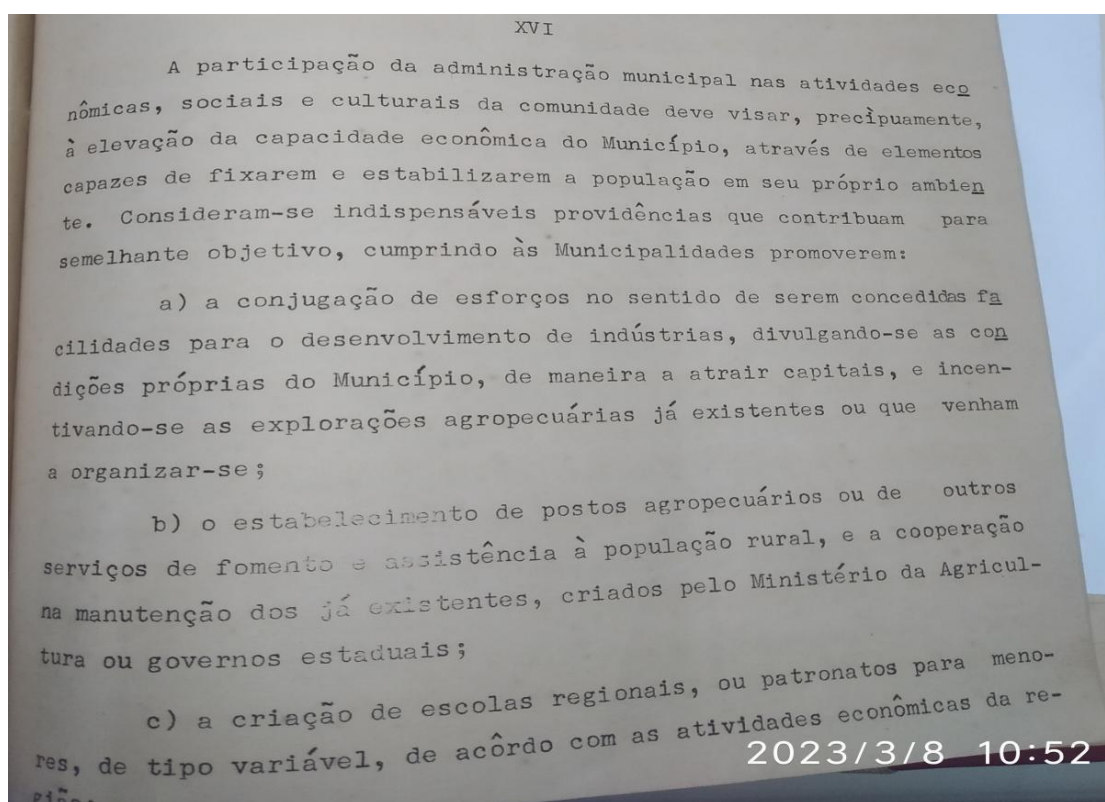 XVI
A participação da administração municipal nas atividades eco
nômicas, sociais e culturais da comunidade deve visar, precìpuamente,
à elevação da capacidade econômica do Município, através de elementos
capazes de fixarem e estabilizarem a população em seu próprio ambien
te. Consideram-se indispensáveis providências que contribuam para
semelhante objetivo, cumprindo às Municipalidades promoverem:
a) a conjugação de esforços no sentido de serem concedidas fa
cilidades para o desenvolvimento de indústrias, divulgando-se as con
dições próprias do Município, de maneira a atrair capitais, e incen-
tivando-se as explorações agropecuárias já existentes ou que venham
a organizar-se;
b) o estabelecimento de postos agropecuários ou de outros
serviços de fomento e assistência à população rural, e a cooperação
na manutenção dos já existentes, criados pelo Ministério da Agricul-
tura ou governos estaduais;
c) a criação de escolas regionais, ou patronatos para meno-
res, de tipo variável, de acôrdo com as atividades econômicas da re-
2023/3/8 10:52